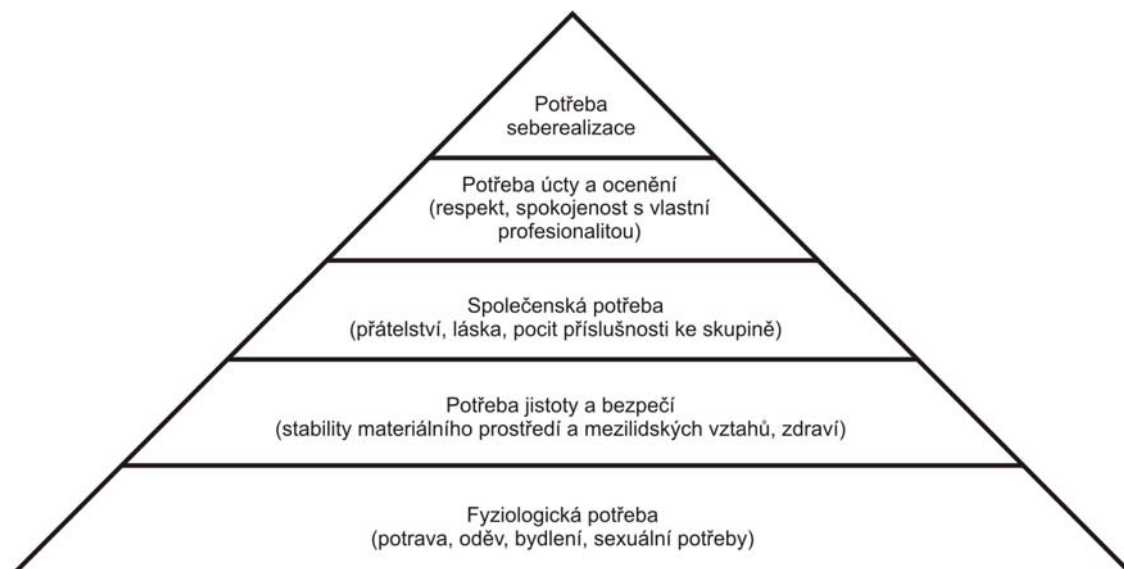 Potřeba
seberealizace
Potřeba úcty a ocenění
(respekt, spokojenost s vlastní
profesionalitou)
Společenská potřeba
(přátelství, láska, pocit příslušnosti ke skupině)
Potřeba jistoty a bezpečí
(stability materiálního prostředí a mezilidských vztahů, zdraví)
Fyziologická potřeba
(potrava, oděv, bydlení, sexuální potřeby)